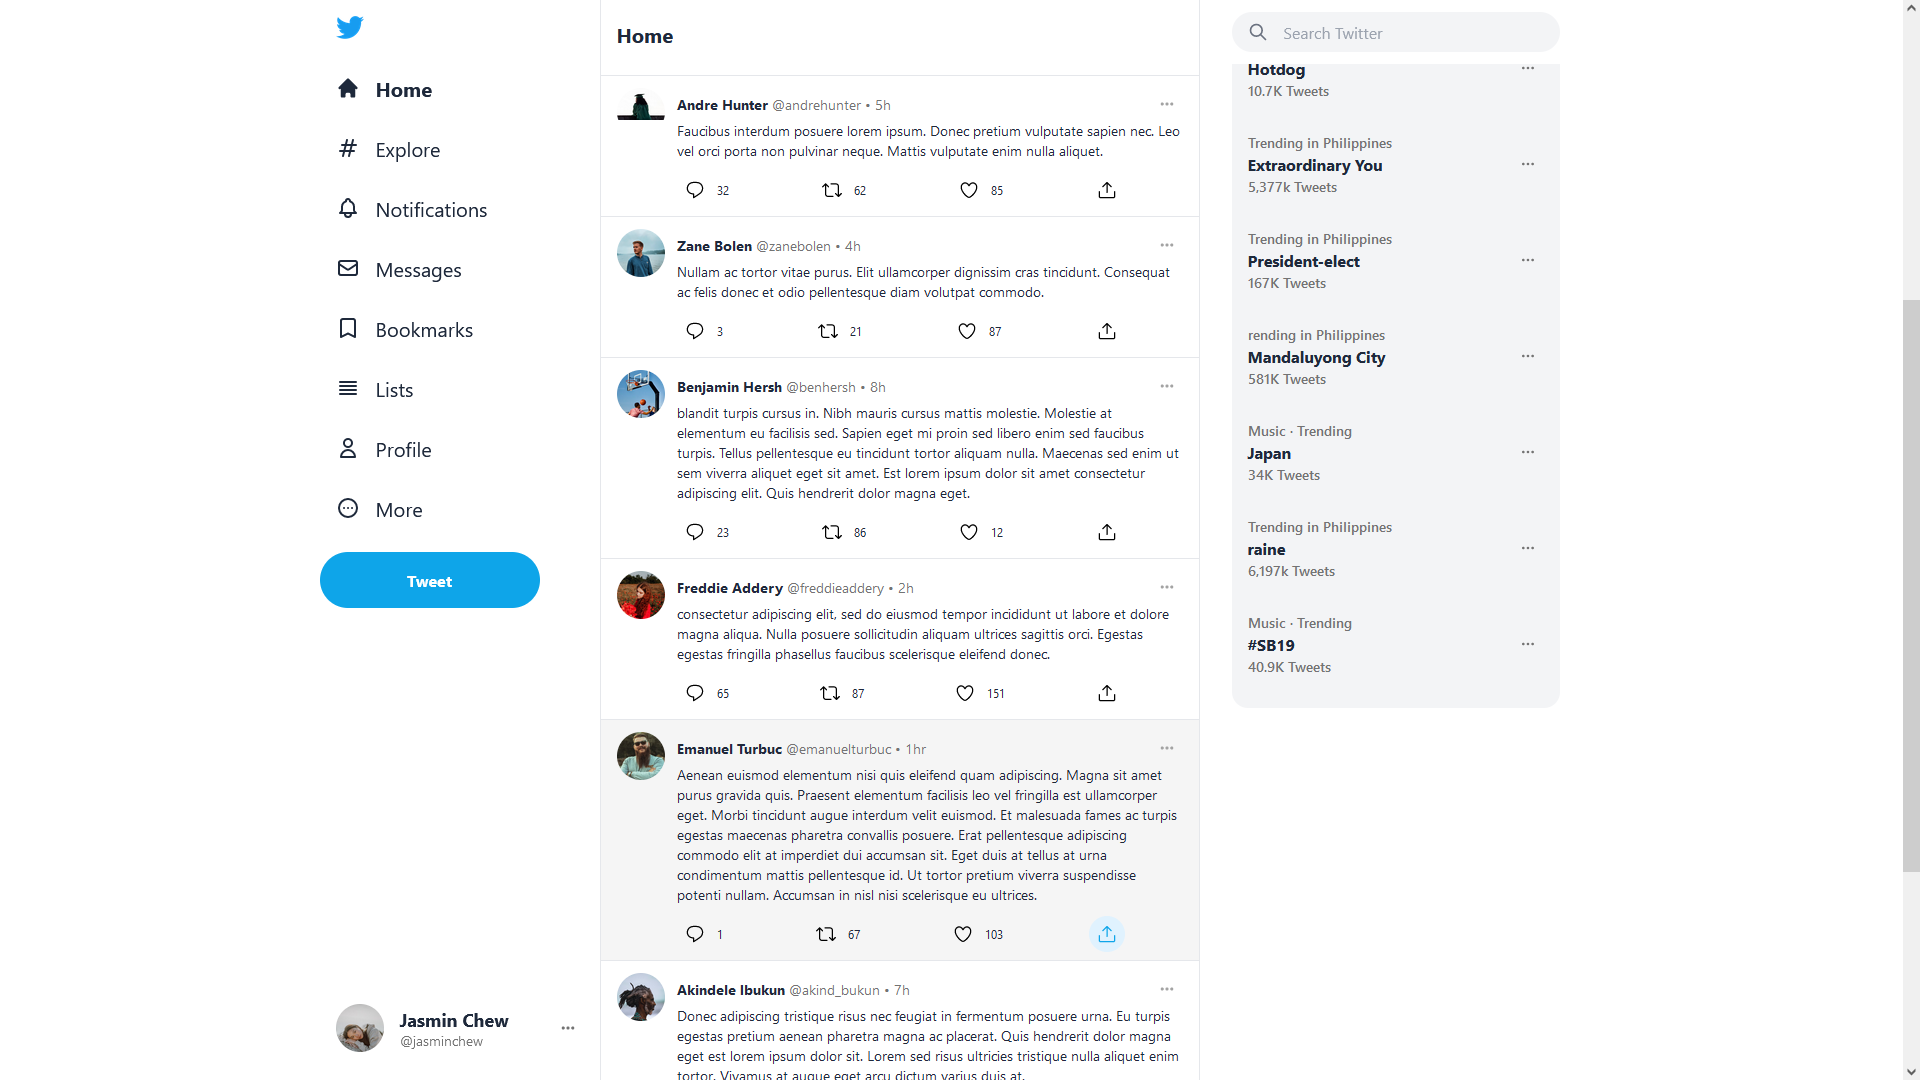 Home
Explore
Notifications
Messages
Bookmarks
Lists
Profile
More
Tweet
Jasmin Chew
@jasminchew
Home
Andre Hunter @andrehunter • 5h
Faucibus interdum posuere lorem ipsum. Donec pretium vulputate sapien nec. Leo
vel orci porta non pulvinar neque. Mattis vulputate enim nulla aliquet.
32 62 85
Zane Bolen @zanebolen • 4h
Nullam ac tortor vitae purus. Elit ullamcorper dignissim cras tincidunt. Consequat
ac felis donec et odio pellentesque diam volutpat commodo.
3 21 87
Benjamin Hersh @benhersh • 8h
blandit turpis cursus in. Nibh mauris cursus mattis molestie. Molestie at
elementum eu facilisis sed. Sapien eget mi proin sed libero enim sed faucibus
turpis. Tellus pellentesque eu tincidunt tortor aliquam nulla. Maecenas sed enim ut
sem viverra aliquet eget sit amet. Est lorem ipsum dolor sit amet consectetur
adipiscing elit. Quis hendrerit dolor magna eget.
23 86 12
Freddie Addery @freddieaddery • 2h
consectetur adipiscing elit, sed do eiusmod tempor incididunt ut labore et dolore
magna aliqua. Nulla posuere sollicitudin aliquam ultrices sagittis orci. Egestas
egestas fringilla phasellus faucibus scelerisque eleifend donec.
65 87 151
Emanuel Turbuc @emanuelturbuc • 1hr
Aenean euismod elementum nisi quis eleifend quam adipiscing. Magna sit amet
purus gravida quis. Praesent elementum facilisis leo vel fringilla est ullamcorper
eget. Morbi tincidunt augue interdum velit euismod. Et malesuada fames ac turpis
egestas maecenas pharetra convallis posuere. Erat pellentesque adipiscing
commodo elit at imperdiet dui accumsan sit. Eget duis at tellus at urna
condimentum mattis pellentesque id. Ut tortor pretium viverra suspendisse
potenti nullam. Accumsan in nisl nisi scelerisque eu ultrices.
1 67 103
Akindele Ibukun @akind_bukun • 7h
Donec adipiscing tristique risus nec feugiat in fermentum posuere urna. Eu turpis
egestas pretium aenean pharetra magna ac placerat. Quis hendrerit dolor magna
eget est lorem ipsum dolor sit. Lorem sed risus ultricies tristique nulla aliquet enim
tortor. Vivamus at augue eget arcu dictum varius duis at.
Search Twitter
Hotdog
10.7K Tweets
Trending in Philippines
Extraordinary You
5,377k Tweets
Trending in Philippines
President-elect
167K Tweets
rending in Philippines
Mandaluyong City
581K Tweets
Music · Trending
Japan
34K Tweets
Trending in Philippines
raine
6,197k Tweets
Music · Trending
#SB19
40.9K Tweets